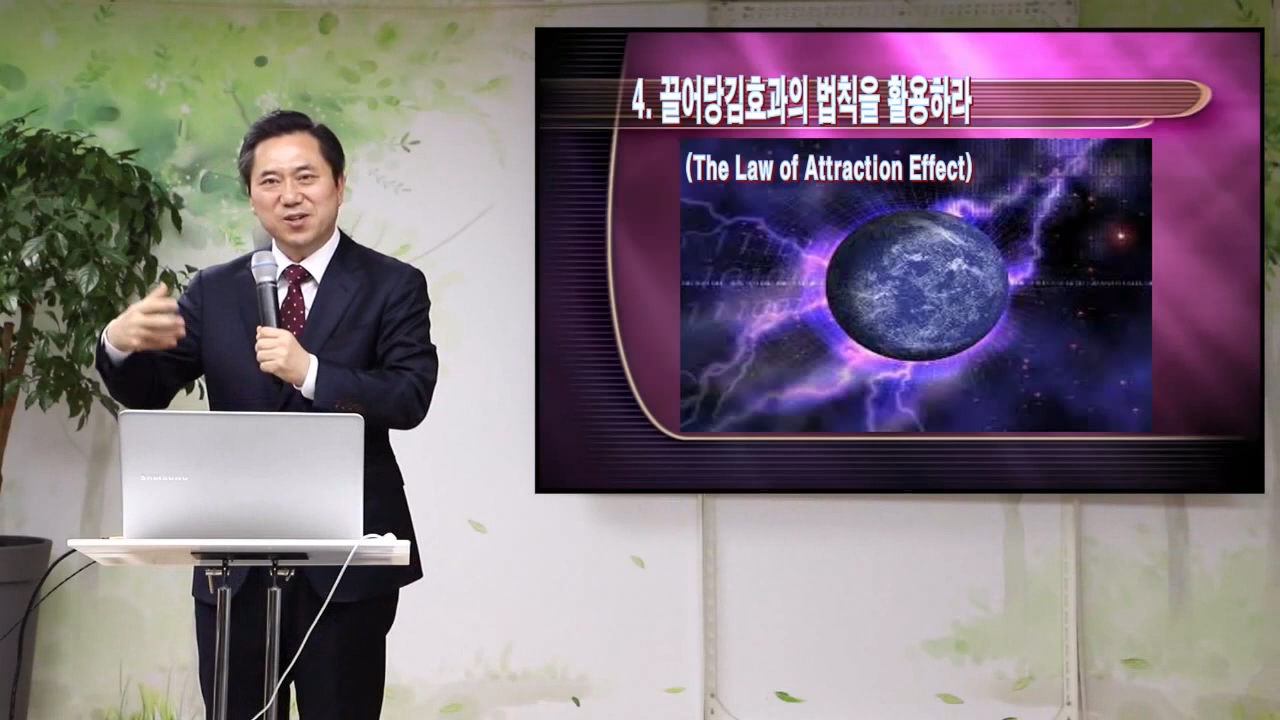 4. 끌어당김효과의 법칙을 활용하라
(The Law of Attraction Effect)
SAMSUNG